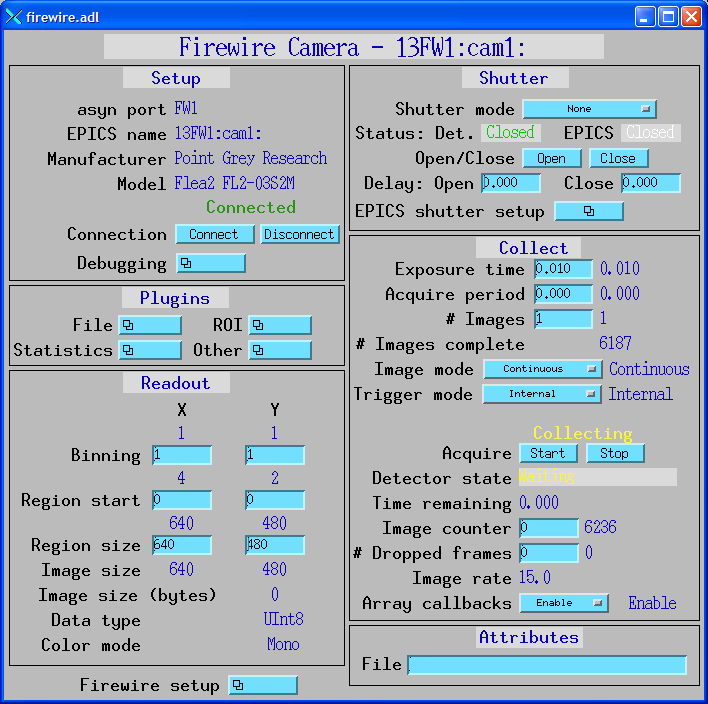 firewire.adl
Firewire Camera - 13FW1:cam1:
Setup
asyn port FW1
EPICS name 13FW1:cam1:
Manufacturer Point Grey Research
Model Flea2 FL2-03S2M
Connected
Connection Connect Disconnect
Debugging
Plugins
File ROI
Statistics Other
Readout
X Y
1 1
Binning 1 1
4 2
Region start 0 0
640 480
Region size 640 480
Image size 640 480
Image size (bytes) 0
Data type UInt8
Color mode Mono
Firewire setup
Shutter
Shutter mode None
Status: Det. Closed EPICS Closed
Open/Close Open Close
Delay: Open 0.000 Close 0.000
EPICS shutter setup
Collect
Exposure time 0.010 0.010
Acquire period 0.000 0.000
# Images 1 1
# Images complete 6187
Image mode Continuous Continuous
Trigger mode Internal Internal
Collecting
Acquire Start Stop
Detector state Waiting
Time remaining 0.000
Image counter 0 6236
# Dropped frames 0 0
Image rate 15.0
Array callbacks Enable Enable
Attributes
File